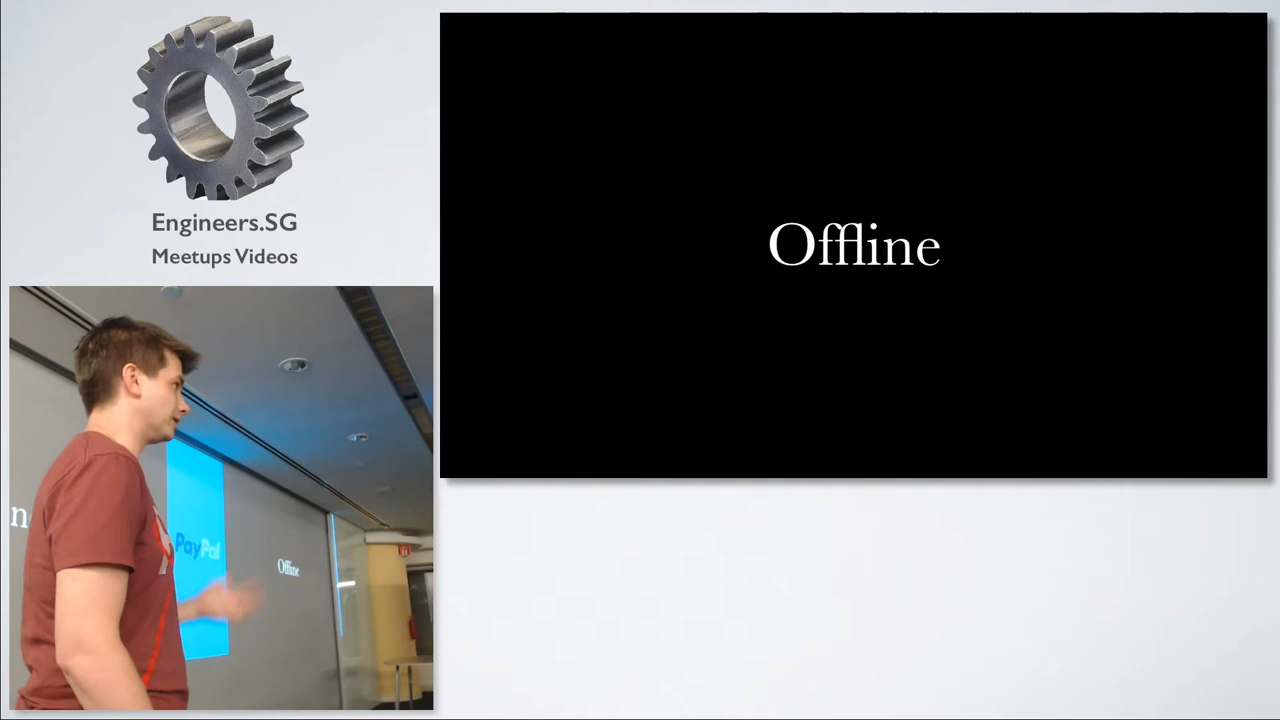 Engineers.SG
Meetups Videos
Offline
PayPal
Offline